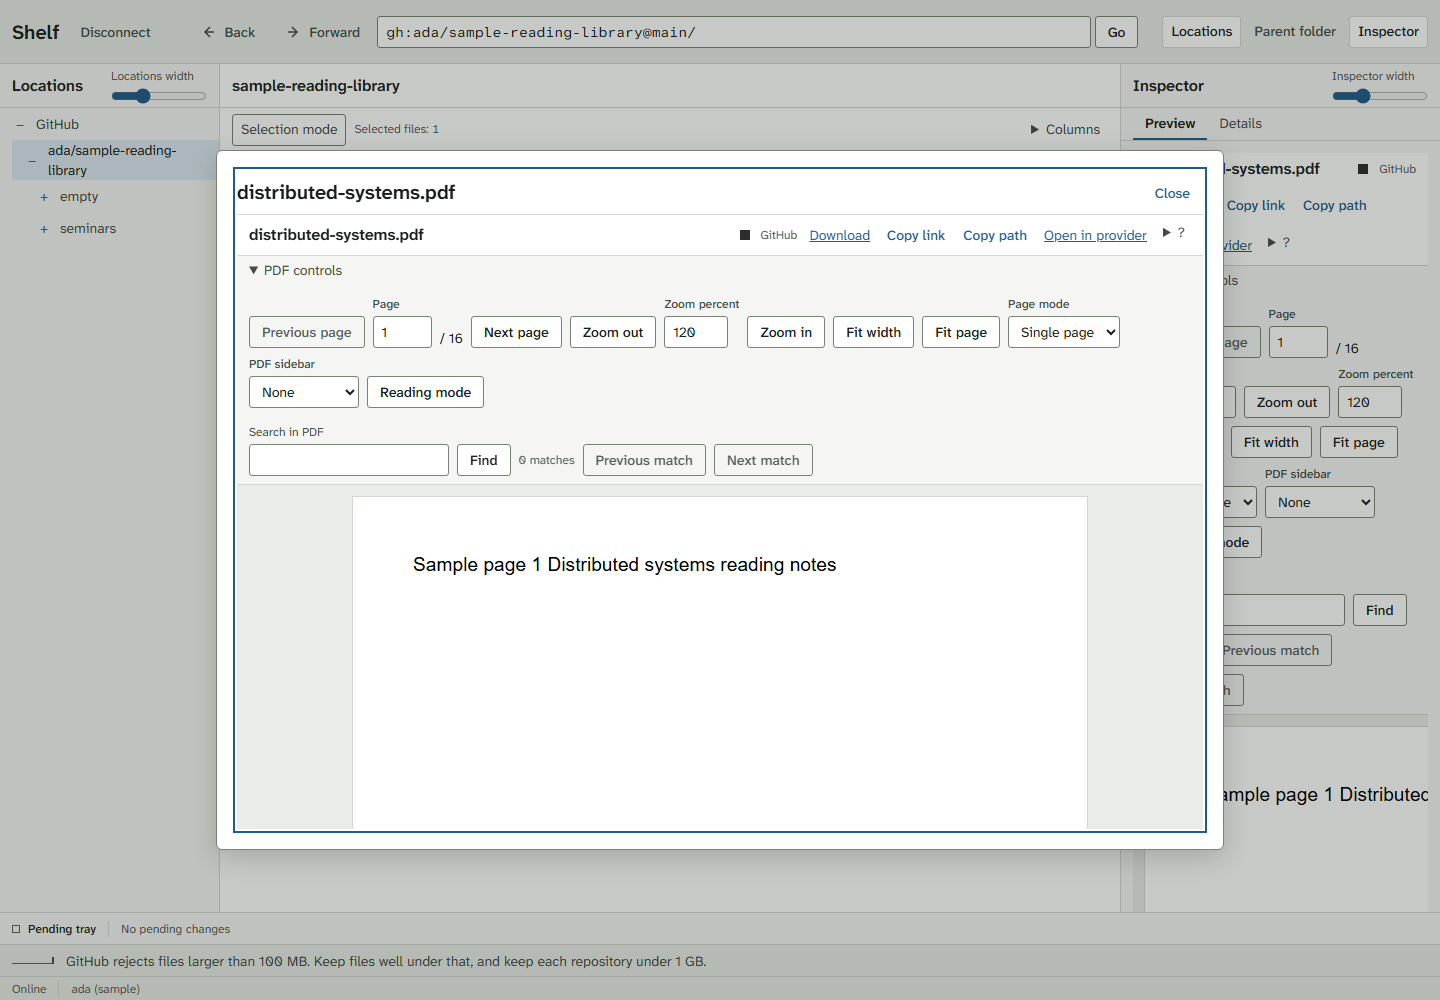 Shelf Disconnect Back Forward gh:ada/sample-reading-library@main/ Go Locations Parent folder Inspector
Locations Locations width sample-reading-library Inspector Inspector width
– GitHub
– ada/sample-reading-
library
+ empty
+ seminars
Selection mode Selected files: 1 Columns
Preview Details
distributed-systems.pdf Close
distributed-systems.pdf GitHub Download Copy link Copy path Open in provider ?
PDF controls
Page Zoom percent Page mode
Previous page 1 / 16 Next page Zoom out 120 Zoom in Fit width Fit page Single page
PDF sidebar
None Reading mode
Search in PDF
Find 0 matches Previous match Next match
Sample page 1 Distributed systems reading notes
-systems.pdf GitHub
Copy link Copy path
?
Page
1 / 16
Zoom percent
Zoom out 120
Fit width Fit page
PDF sidebar
None
Find
Previous match
ample page 1 Distributed
Pending tray No pending changes
GitHub rejects files larger than 100 MB. Keep files well under that, and keep each repository under 1 GB.
Online ada (sample)